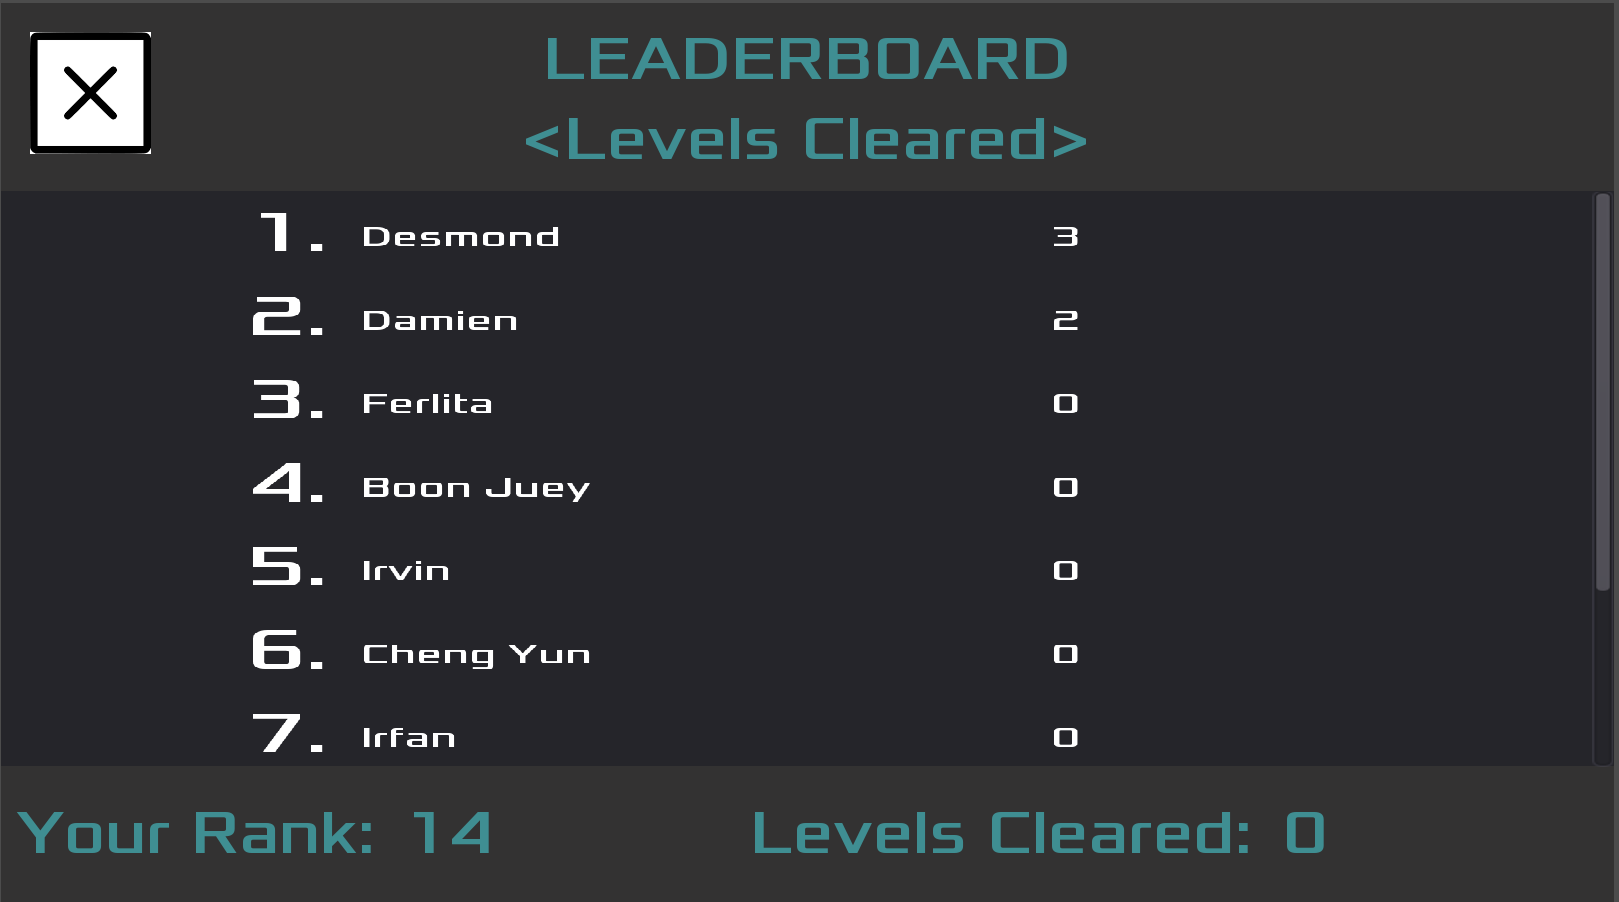 LEADERBOARD
<Levels Cleared>
1. Desmond 3
2. Damien 2
3. Ferlita 0
4. Boon Juey 0
5. Irvin 0
6. Cheng Yun 0
7. Irfan 0
Your Rank: 14 Levels Cleared: 0